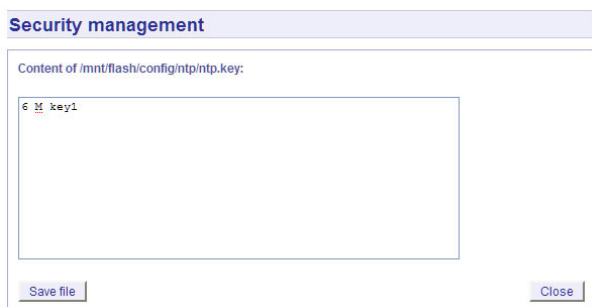 Security management
Content of /mnt/flash/config/ntp/ntp.key:
6 M key1
Save file
Close